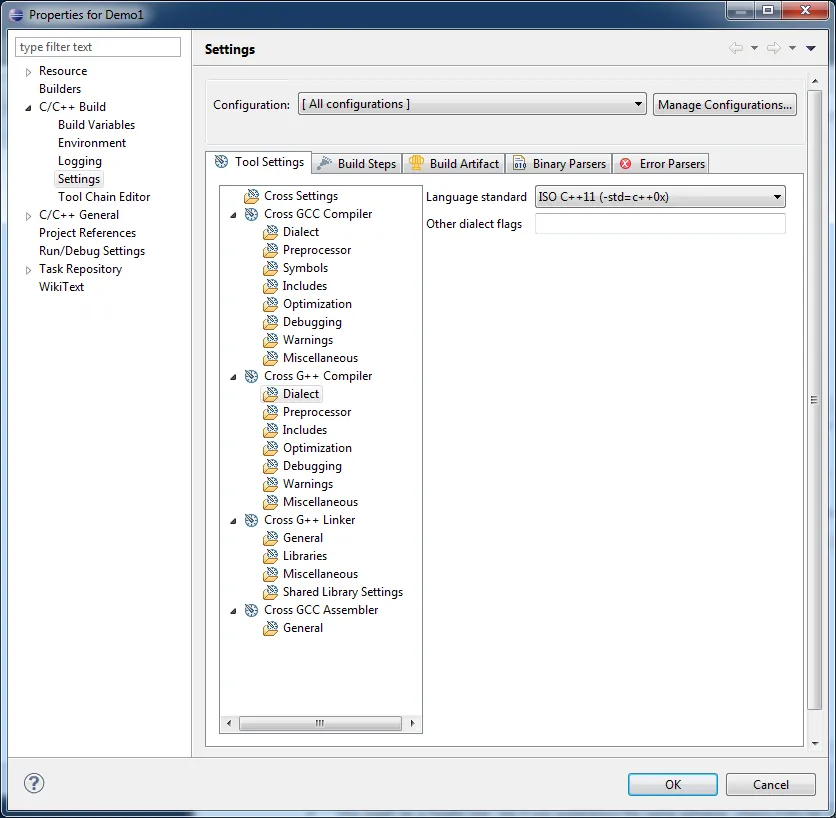 Properties for Demo1
type filter text
Resource
Builders
C/C++ Build
Build Variables
Environment
Logging
Settings
Tool Chain Editor
C/C++ General
Project References
Run/Debug Settings
Task Repository
WikiText
Settings
Configuration: [ All configurations ] Manage Configurations...
Tool Settings Build Steps Build Artifact Binary Parsers Error Parsers
Cross Settings
Cross GCC Compiler
Dialect
Preprocessor
Symbols
Includes
Optimization
Debugging
Warnings
Miscellaneous
Cross G++ Compiler
Dialect
Preprocessor
Includes
Optimization
Debugging
Warnings
Miscellaneous
Cross G++ Linker
General
Libraries
Miscellaneous
Shared Library Settings
Cross GCC Assembler
General
Language standard ISO C++11 (-std=c++0x)
Other dialect flags
OK Cancel